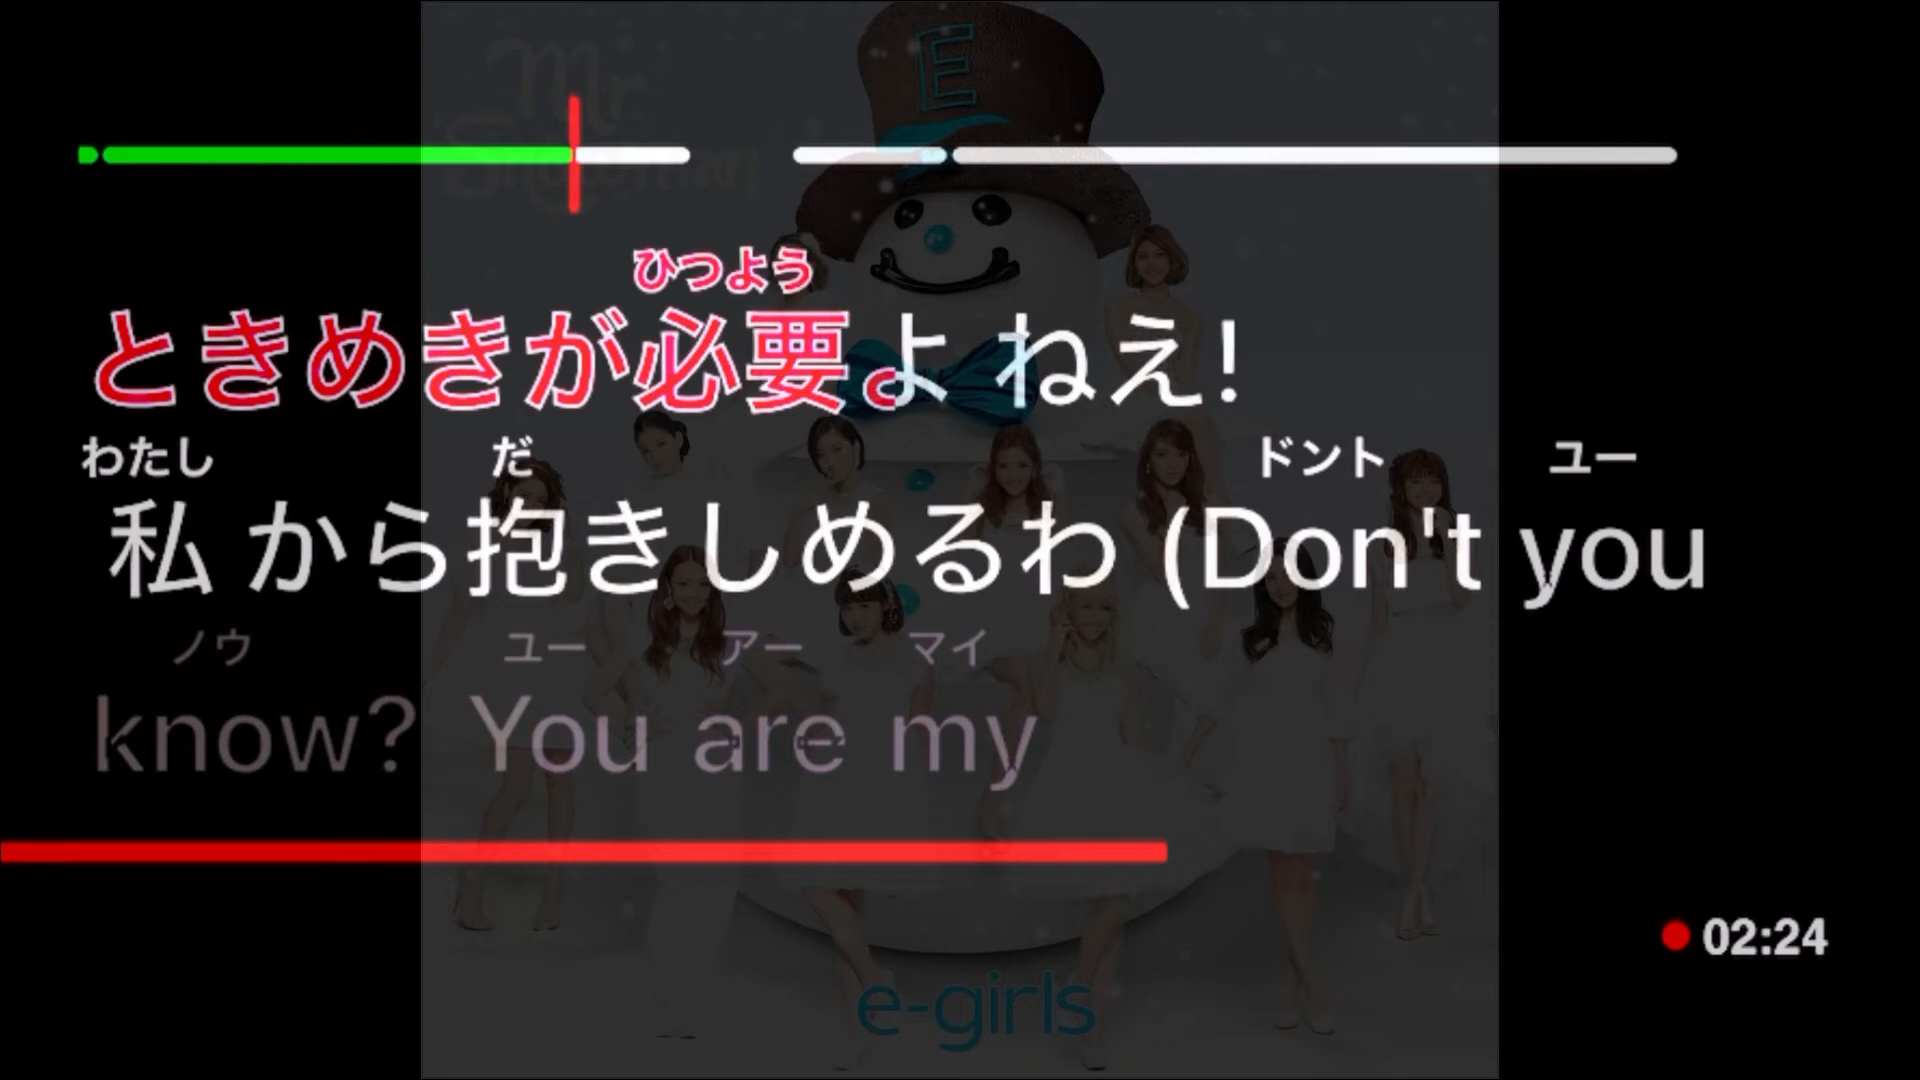 E
Mr.
Snowman
ひつよう
ときめきが必要よ ねえ!
わたし だ ドント ユー
私から抱きしめるわ (Don't you
ノウ ユー アー マイ
know? You are my
02:24
e-girls